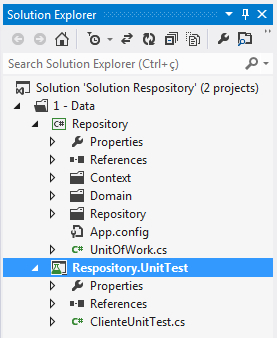 Solution Explorer
Search Solution Explorer (Ctrl+ç)
Solution 'Solution Respository' (2 projects)
1 - Data
C# Repository
Properties
References
Context
Domain
Repository
App.config
C# UnitOfWork.cs
Respository.UnitTest
Properties
References
C# ClienteUnitTest.cs